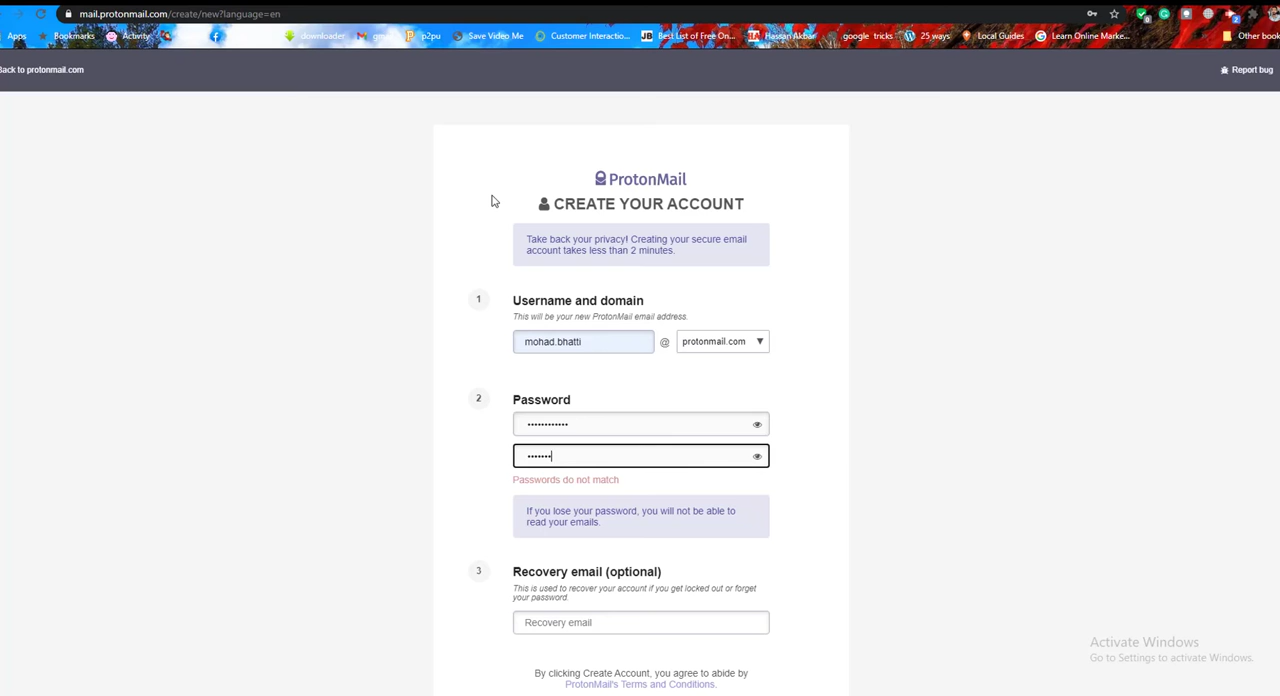 mail.protonmail.com/create/new?language=en
Apps Bookmarks Activity downloader p2pu Save Video Me Customer Interactio... JB Best List of Free On... Hassan Akbar google tricks 25 ways Local Guides Learn Online Marke... Other book
Back to protonmail.com
Report bug
ProtonMail
CREATE YOUR ACCOUNT
Take back your privacy! Creating your secure email
account takes less than 2 minutes.
1 Username and domain
This will be your new ProtonMail email address.
mohad.bhatti @ protonmail.com
2 Password
Passwords do not match
If you lose your password, you will not be able to
read your emails.
3 Recovery email (optional)
This is used to recover your account if you get locked out or forget
your password.
Recovery email
By clicking Create Account, you agree to abide by
ProtonMail's Terms and Conditions.
Activate Windows
Go to Settings to activate Windows.